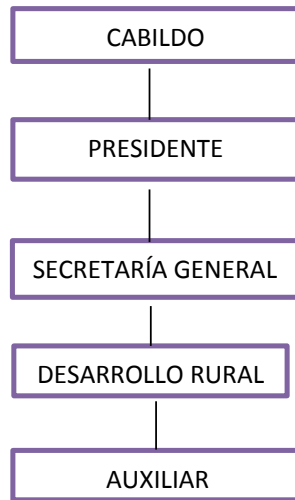 CABILDO
PRESIDENTE
SECRETARÍA GENERAL
DESARROLLO RURAL
AUXILIAR